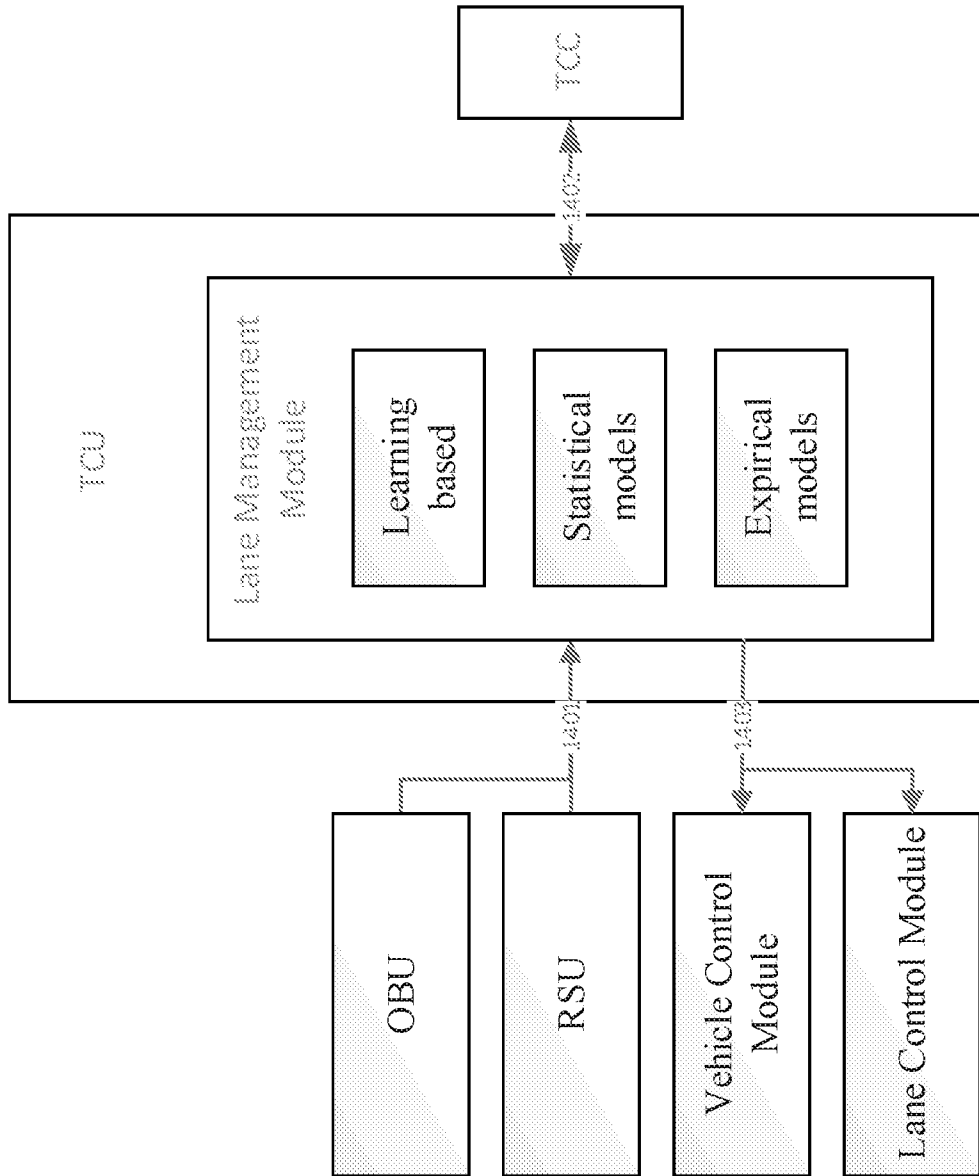 TCC
1402
TCU
Lane Management
Module
Learning
based
Statistical
models
Expirical
models
1401
1403
OBU
RSU
Vehicle Control
Module
Lane Control Module